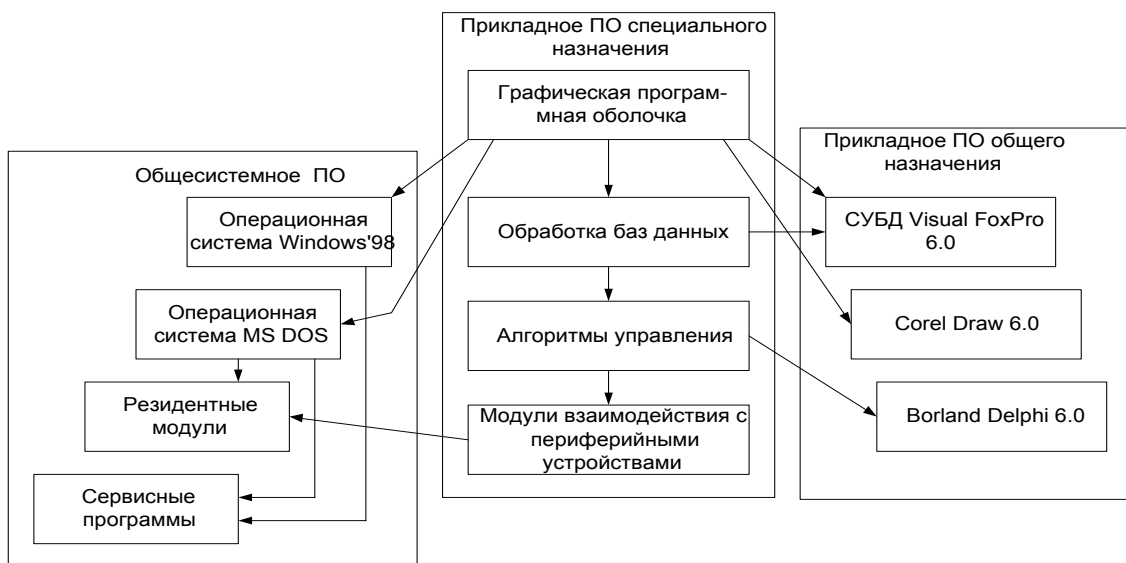 Общесистемное ПО
Операционная
система Windows'98
Операционная
система MS DOS
Резидентные
модули
Сервисные
программы
Прикладное ПО специального
назначения
Графическая програм-
мная оболочка
Обработка баз данных
Алгоритмы управления
Модули взаимодействия с
периферийными
устройствами
Прикладное ПО общего
назначения
СУБД Visual FoxPro
6.0
Corel Draw 6.0
Borland Delphi 6.0